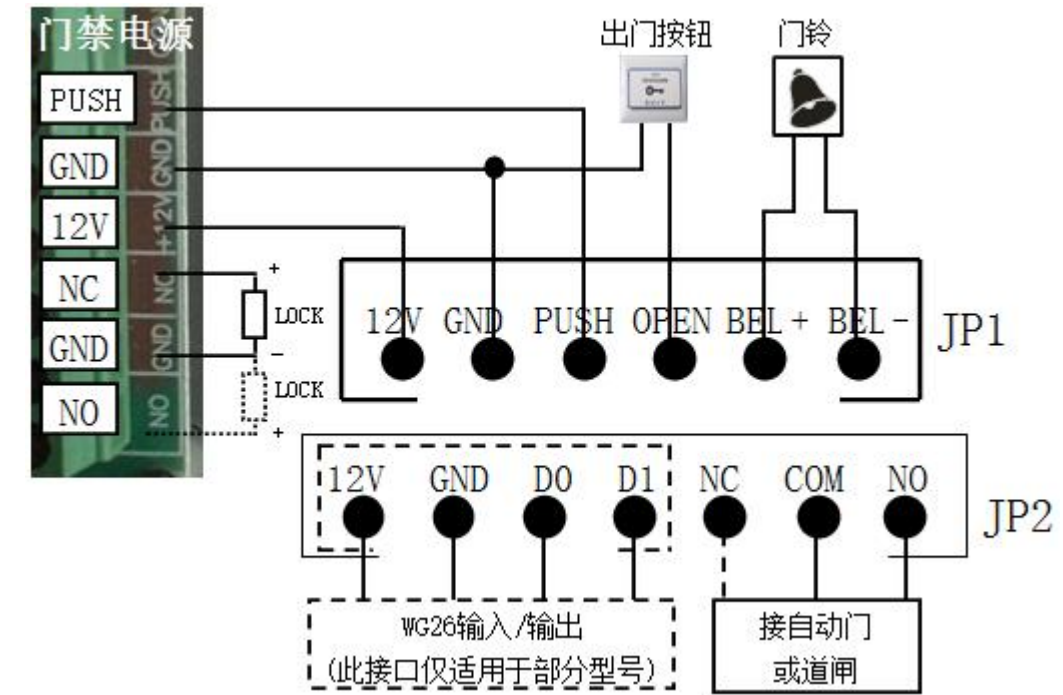 门禁电源
出门按钮
门铃
PUSH
PUSH
GND
GND
12V
+12V
NC
NC
+
LOCK
GND
GND
-
LOCK
NO
NO
+
12V GND PUSH OPEN BEL+ BEL-
JP1
12V GND D0 D1 NC COM NO
JP2
WG26输入/输出
(此接口仅适用于部分型号)
接自动门
或道闸